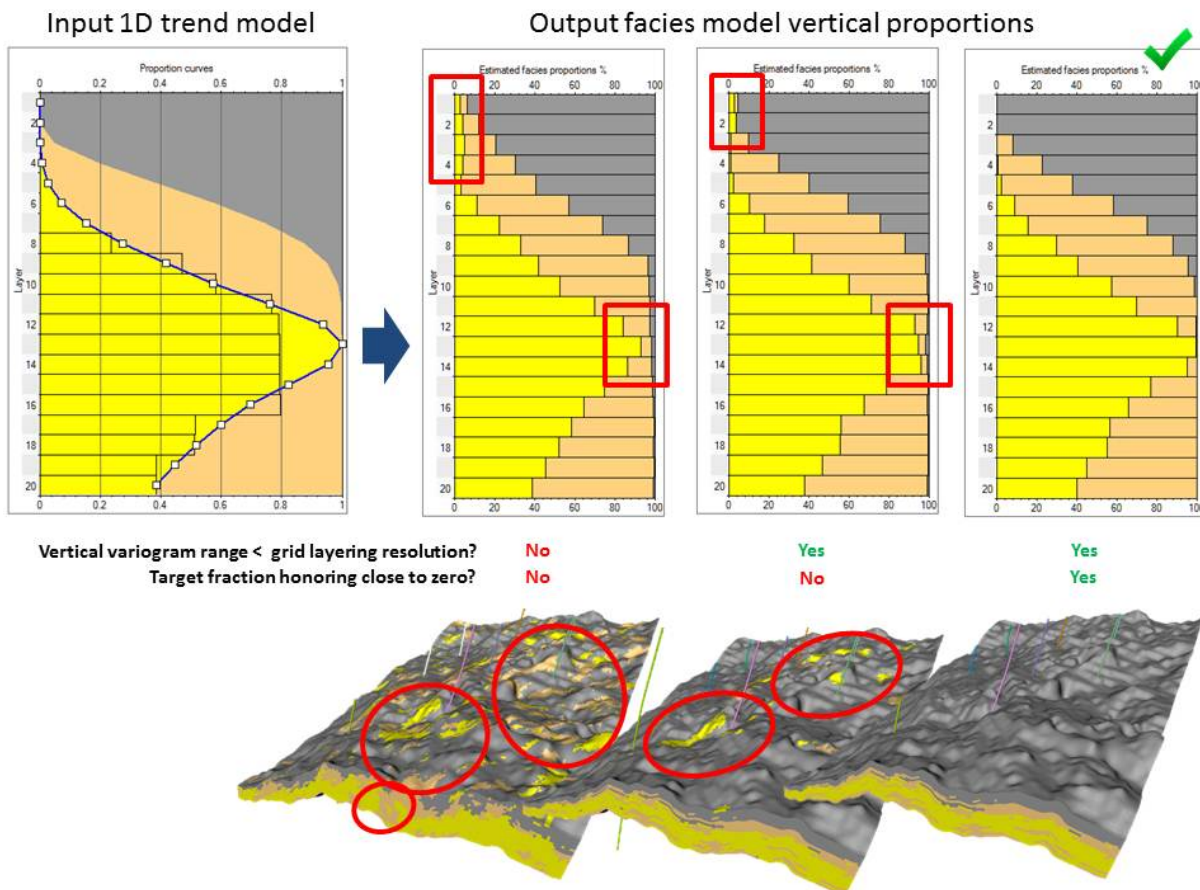 Input 1D trend model
Output facies model vertical proportions
Proportion curves
0 0.2 0.4 0.6 0.8 1
Layer
2
4
6
8
10
12
14
16
18
20
0 0.2 0.4 0.6 0.8 1
Estimated facies proportions %
0 20 40 60 80 100
Layer
2
4
6
8
10
12
14
16
18
20
0 20 40 60 80 100
Estimated facies proportions %
0 20 40 60 80 100
Layer
2
4
6
8
10
12
14
16
18
20
0 20 40 60 80 100
Estimated facies proportions %
0 20 40 60 80 100
Layer
2
4
6
8
10
12
14
16
18
20
0 20 40 60 80 100
Vertical variogram range < grid layering resolution? No Yes Yes
Target fraction honoring close to zero? No No Yes